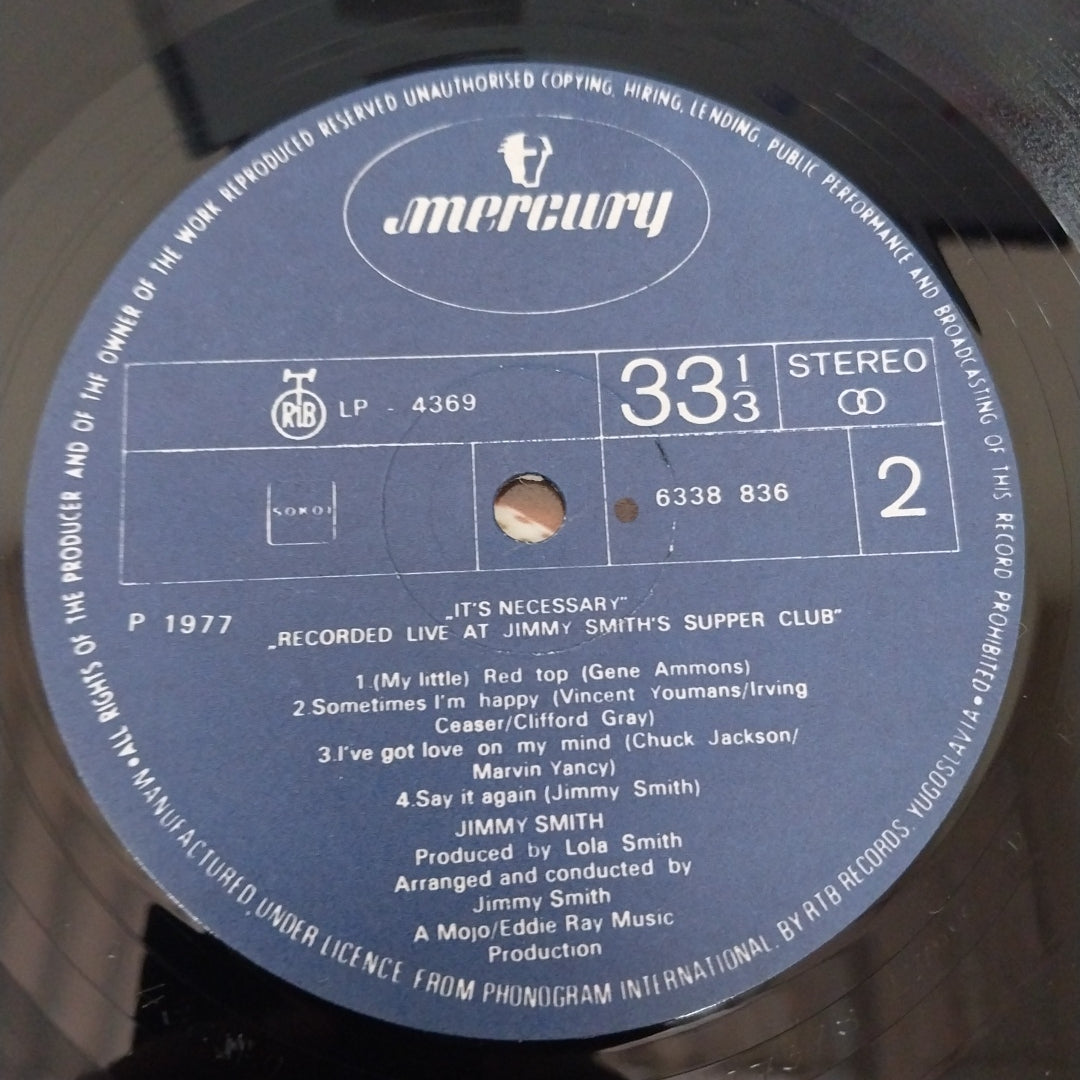 ALL RIGHTS OF THE PRODUCER AND OF THE OWNER OF THE WORK REPRODUCED RESERVED UNAUTHORISED COPYING, HIRING, LENDING, PUBLIC PERFORMANCE AND BROADCASTING OF THIS RECORD PROHIBITED •
mercury
RTB LP - 4369
33 1/3
STEREO
SOKOJ
6338 836
2
P 1977
„IT'S NECESSARY"
„RECORDED LIVE AT JIMMY SMITH'S SUPPER CLUB"
1.(My little) Red top (Gene Ammons)
2.Sometimes I'm happy (Vincent Youmans/Irving
Ceaser/Clifford Gray)
3.I've got love on my mind (Chuck Jackson/
Marvin Yancy)
4.Say it again (Jimmy Smith)
JIMMY SMITH
Produced by Lola Smith
Arranged and conducted by
Jimmy Smith
A Mojo/Eddie Ray Music
Production
• MANUFACTURED, UNDER LICENCE FROM PHONOGRAM INTERNATIONAL. BY RTB RECORDS. YUGOSLAVIA